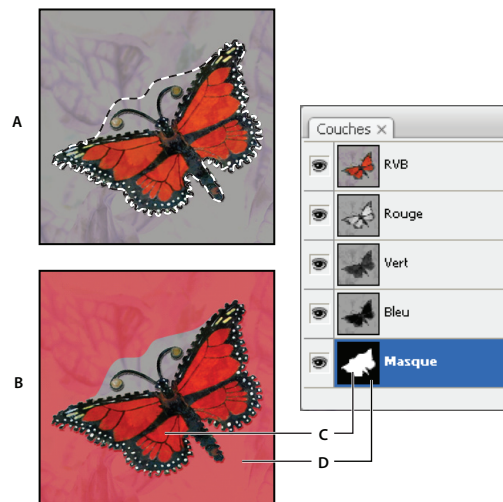 A
Couches ×
RVB
Rouge
Vert
Bleu
Masque
B
C
D